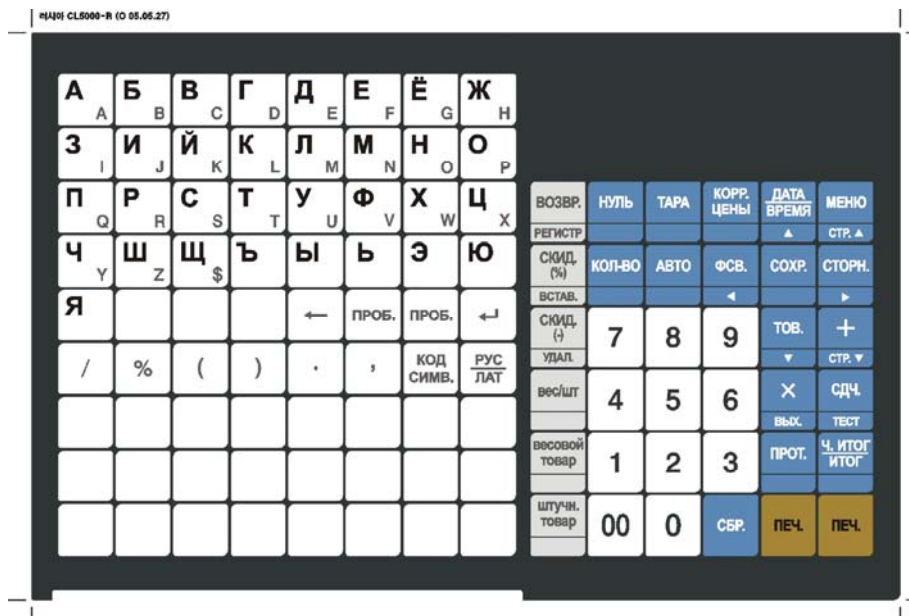 러시아 CL5000-R (O 05.05.27)
А A Б B В C Г D Д E Е F Ё G Ж H
З I И J Й K К L Л M М N Н O О P
П Q Р R С S Т T У U Ф V Х W Ц X
Ч Y Ш Z Щ $ Ъ Ы Ь Э Ю
Я ← ПРОБ. ПРОБ. ↵
/ % ( ) . , КОД СИМВ. РУС ЛАТ
ВОЗВР. НУЛЬ ТАРА КОРР. ЦЕНЫ ДАТА ВРЕМЯ МЕНЮ
РЕГИСТР ▲ СТР. ▲
СКИД. (%) КОЛ-ВО АВТО ФСВ. СОХР. СТОРН.
ВСТАВ. ◄ ►
СКИД. (-) 7 8 9 ТОВ. +
УДАЛ. ▼ СТР. ▼
вес/шт 4 5 6 × СДЧ.
ВЫХ. ТЕСТ
весовой товар 1 2 3 ПРОТ. Ч. ИТОГ ИТОГ
штучн. товар 00 0 СБР. ПЕЧ. ПЕЧ.